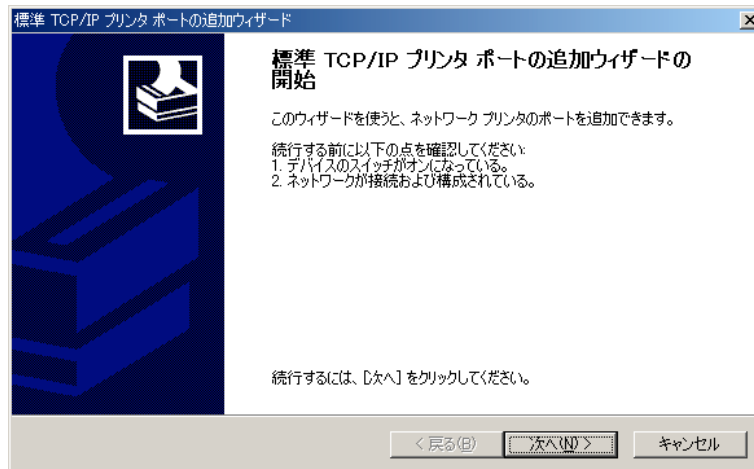 標準 TCP/IP プリンタ ポートの追加ウィザード
標準 TCP/IP プリンタ ポートの追加ウィザードの
開始
このウィザードを使うと、ネットワーク プリンタのポートを追加できます。
続行する前に以下の点を確認してください:
1. デバイスのスイッチがオンになっている。
2. ネットワークが接続および構成されている。
続行するには、[次へ] をクリックしてください。
< 戻る(B)
次へ(N) >
キャンセル